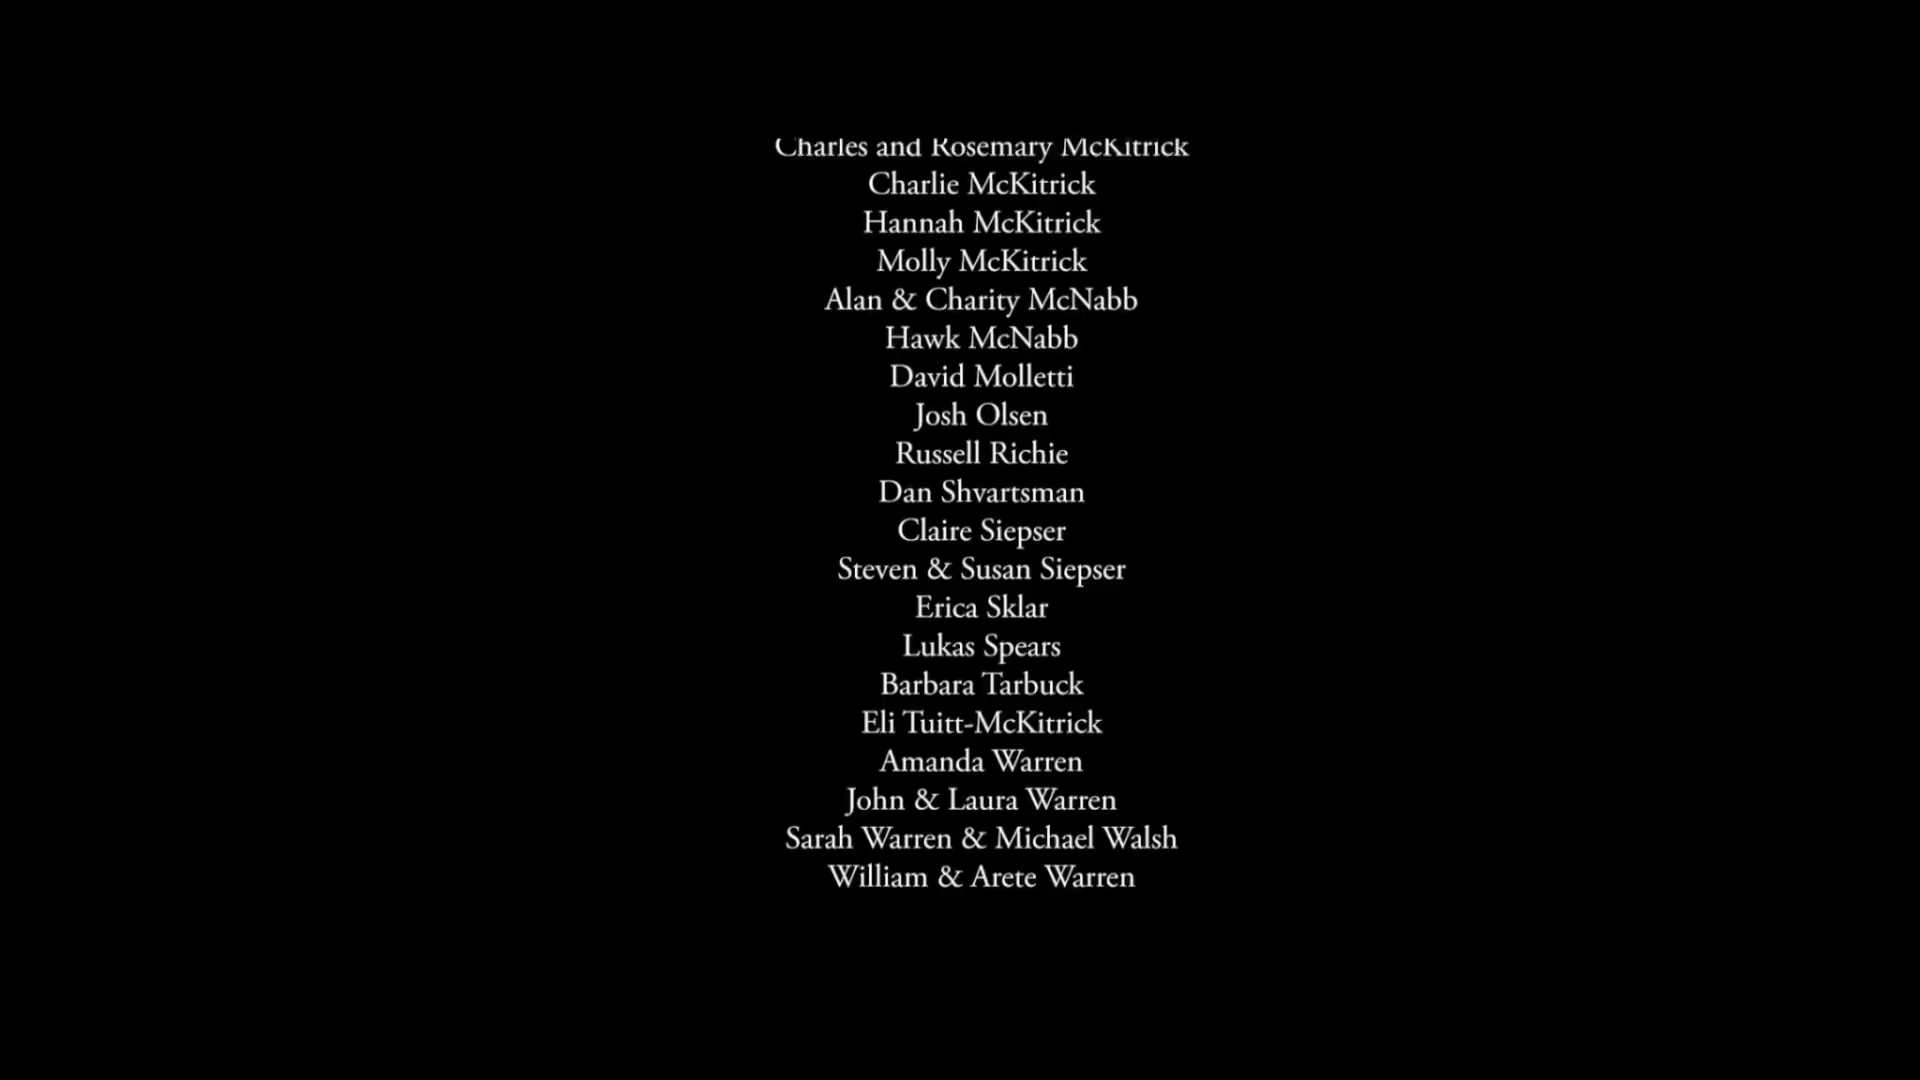 Charles and Rosemary McKitrick
Charlie McKitrick
Hannah McKitrick
Molly McKitrick
Alan & Charity McNabb
Hawk McNabb
David Molletti
Josh Olsen
Russell Richie
Dan Shvartsman
Claire Siepser
Steven & Susan Siepser
Erica Sklar
Lukas Spears
Barbara Tarbuck
Eli Tuitt-McKitrick
Amanda Warren
John & Laura Warren
Sarah Warren & Michael Walsh
William & Arete Warren